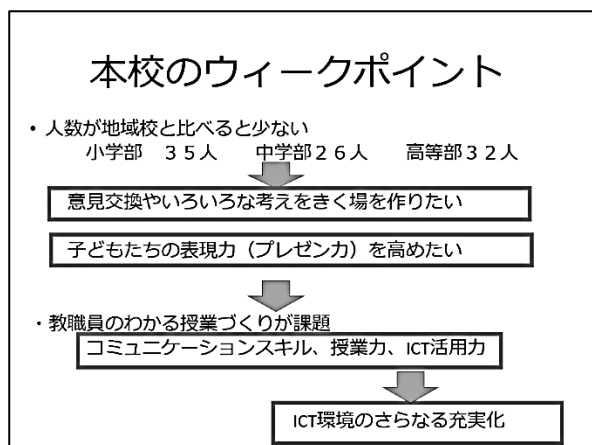 本校のウィークポイント
• 人数が地域校と比べると少ない
小学部　３５人　　中学部２６人　　高等部３２人
意見交換やいろいろな考えをきく場を作りたい
子どもたちの表現力（プレゼン力）を高めたい
・教職員のわかる授業づくりが課題
コミュニケーションスキル、授業力、ICT活用力
ICT環境のさらなる充実化